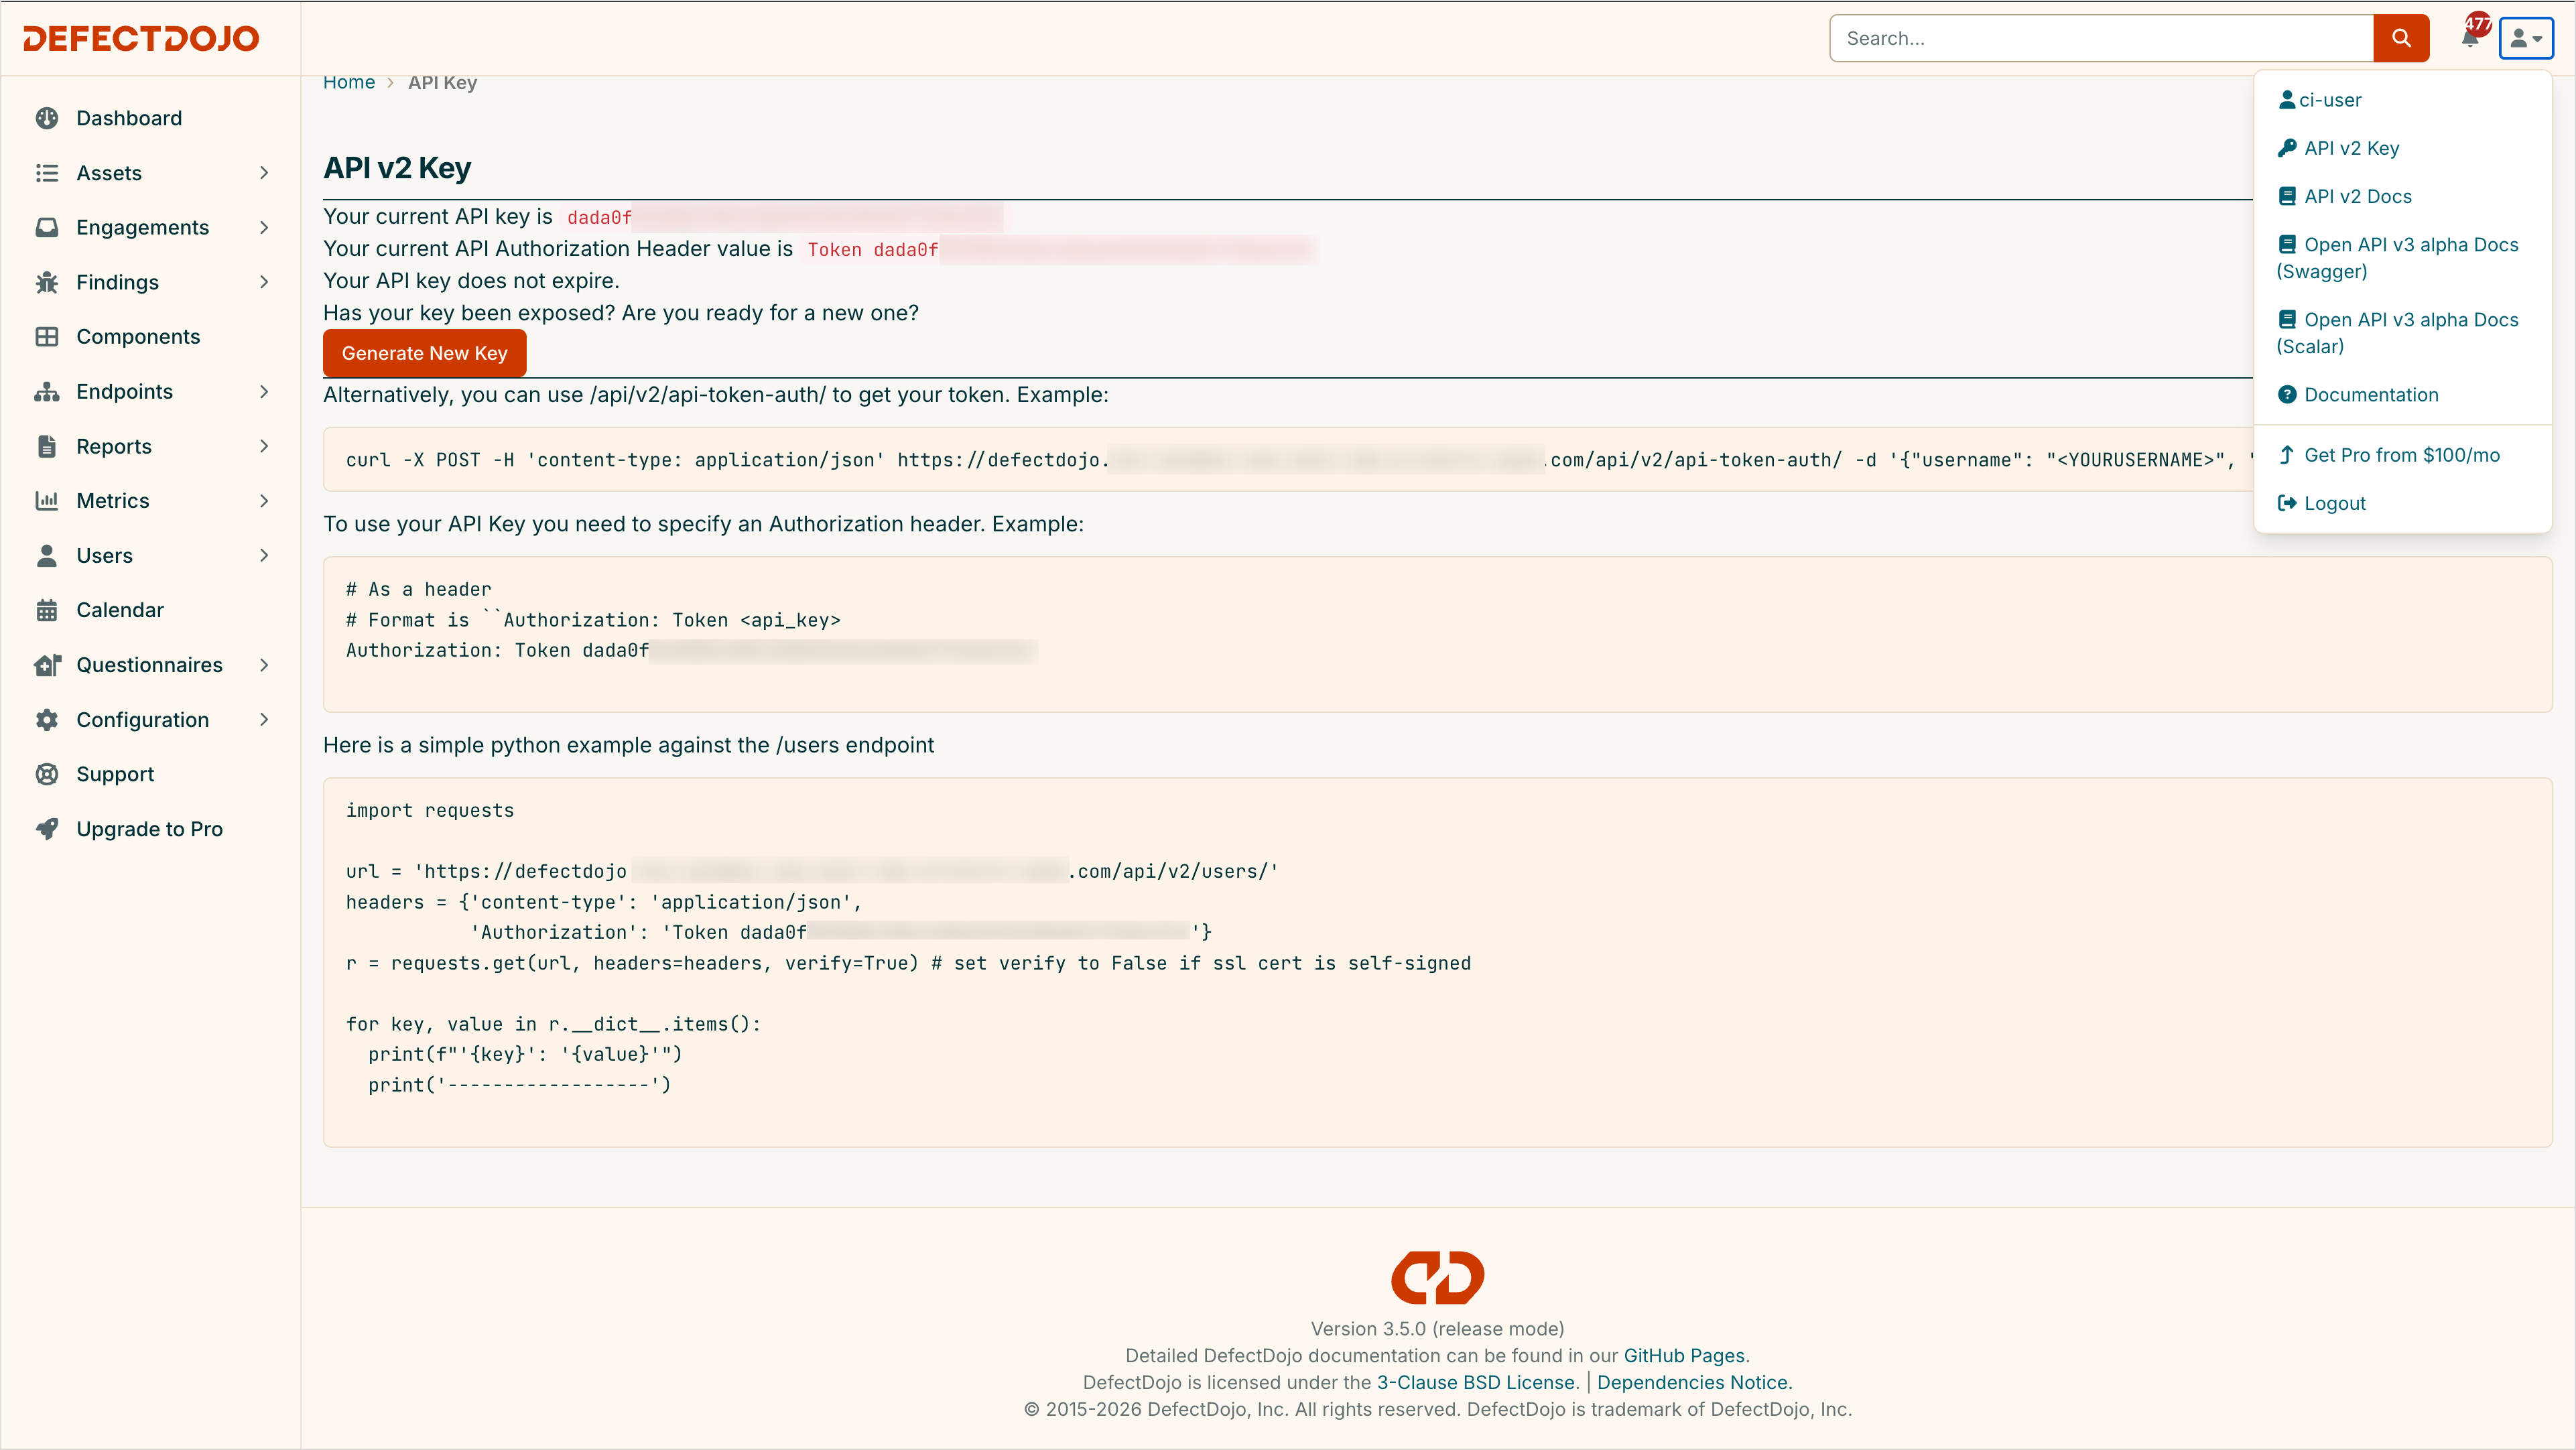 DEFECTDOJO
Search...
477
Dashboard
Assets
Engagements
Findings
Components
Endpoints
Reports
Metrics
Users
Calendar
Questionnaires
Configuration
Support
Upgrade to Pro
Home › API Key
API v2 Key
Your current API key is dada0f
Your current API Authorization Header value is Token dada0f
Your API key does not expire.
Has your key been exposed? Are you ready for a new one?
Generate New Key
Alternatively, you can use /api/v2/api-token-auth/ to get your token. Example:
curl -X POST -H 'content-type: application/json' https://defectdojo. .com/api/v2/api-token-auth/ -d '{"username": "<YOURUSERNAME>", "
To use your API Key you need to specify an Authorization header. Example:
# As a header
# Format is ``Authorization: Token <api_key>
Authorization: Token dada0f
Here is a simple python example against the /users endpoint
import requests
url = 'https://defectdojo .com/api/v2/users/'
headers = {'content-type': 'application/json',
'Authorization': 'Token dada0f '}
r = requests.get(url, headers=headers, verify=True) # set verify to False if ssl cert is self-signed
for key, value in r.__dict__.items():
print(f"'{key}': '{value}'")
print('------------------')
ci-user
API v2 Key
API v2 Docs
Open API v3 alpha Docs
(Swagger)
Open API v3 alpha Docs
(Scalar)
Documentation
Get Pro from $100/mo
Logout
Version 3.5.0 (release mode)
Detailed DefectDojo documentation can be found in our GitHub Pages.
DefectDojo is licensed under the 3-Clause BSD License. | Dependencies Notice.
© 2015-2026 DefectDojo, Inc. All rights reserved. DefectDojo is trademark of DefectDojo, Inc.